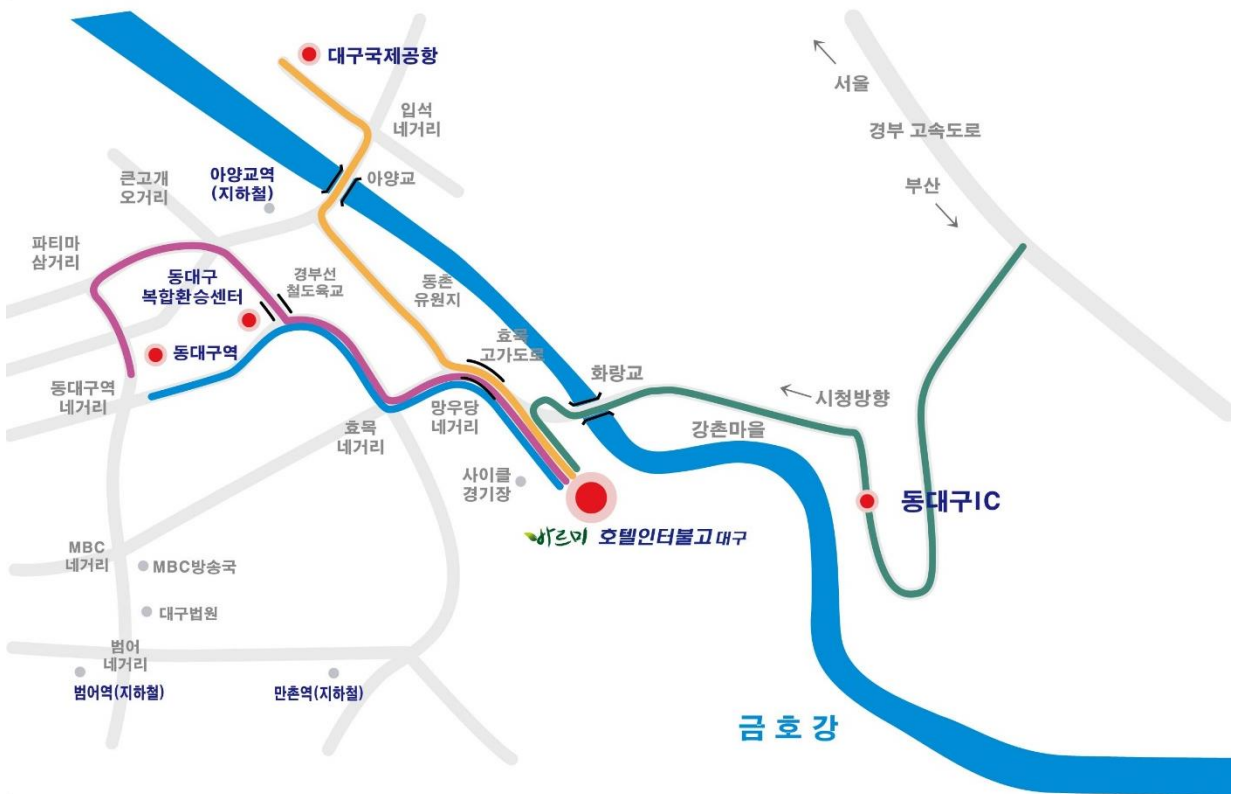 대구국제공항
서울
입석
네거리
경부 고속도로
아양교역
(지하철)
아양교
큰고개
오거리
부산
파티마
삼거리
동대구
복합환승센터
경부선
철도육교
동촌
유원지
효목
고가도로
동대구역
화랑교
동대구역
네거리
시청방향
망우당
네거리
강촌마을
효목
네거리
사이클
경기장
동대구IC
바르미 호텔인터불고 대구
MBC
네거리
MBC방송국
대구법원
범어
네거리
범어역(지하철)
만촌역(지하철)
금호강